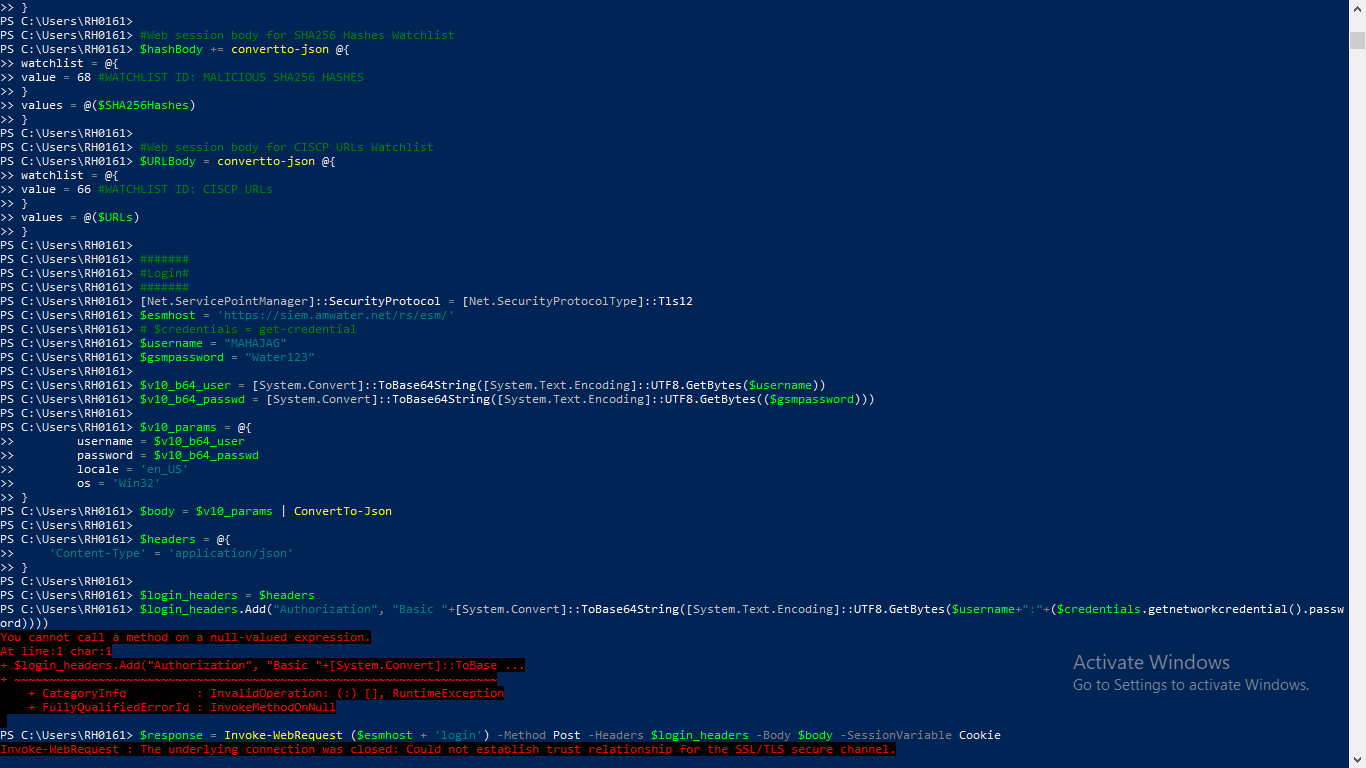 >> }
PS C:\Users\RH0161>
PS C:\Users\RH0161> #Web session body for SHA256 Hashes Watchlist
PS C:\Users\RH0161> $hashBody += convertto-json @{
>> watchlist = @{
>> value = 68 #WATCHLIST ID: MALICIOUS SHA256 HASHES
>> }
>> values = @($SHA256Hashes)
>> }
PS C:\Users\RH0161>
PS C:\Users\RH0161> #Web session body for CISCP URLs Watchlist
PS C:\Users\RH0161> $URLBody = convertto-json @{
>> watchlist = @{
>> value = 66 #WATCHLIST ID: CISCP URLs
>> }
>> values = @($URLs)
>> }
PS C:\Users\RH0161>
PS C:\Users\RH0161> #######
PS C:\Users\RH0161> #Login#
PS C:\Users\RH0161> #######
PS C:\Users\RH0161> [Net.ServicePointManager]::SecurityProtocol = [Net.SecurityProtocolType]::Tls12
PS C:\Users\RH0161> $esmhost = 'https://siem.amwater.net/rs/esm/'
PS C:\Users\RH0161> # $credentials = get-credential
PS C:\Users\RH0161> $username = "MAHAJAG"
PS C:\Users\RH0161> $gsmpassword = "Water123"
PS C:\Users\RH0161>
PS C:\Users\RH0161> $v10_b64_user = [System.Convert]::ToBase64String([System.Text.Encoding]::UTF8.GetBytes($username))
PS C:\Users\RH0161> $v10_b64_passwd = [System.Convert]::ToBase64String([System.Text.Encoding]::UTF8.GetBytes(($gsmpassword)))
PS C:\Users\RH0161>
PS C:\Users\RH0161> $v10_params = @{
>>         username = $v10_b64_user
>>         password = $v10_b64_passwd
>>         locale = 'en_US'
>>         os = 'Win32'
>> }
PS C:\Users\RH0161> $body = $v10_params | ConvertTo-Json
PS C:\Users\RH0161>
PS C:\Users\RH0161> $headers = @{
>>     'Content-Type' = 'application/json'
>> }
PS C:\Users\RH0161>
PS C:\Users\RH0161> $login_headers = $headers
PS C:\Users\RH0161> $login_headers.Add("Authorization", "Basic "+[System.Convert]::ToBase64String([System.Text.Encoding]::UTF8.GetBytes($username+":"+($credentials.getnetworkcredential().passw
ord))))
You cannot call a method on a null-valued expression.
At line:1 char:1
+ $login_headers.Add("Authorization", "Basic "+[System.Convert]::ToBase ...
+ ~~~~~~~~~~~~~~~~~~~~~~~~~~~~~~~~~~~~~~~~~~~~~~~~~~~~~~~~~~~~~~~~~~~~~
    + CategoryInfo          : InvalidOperation: (:) [], RuntimeException
    + FullyQualifiedErrorId : InvokeMethodOnNull
PS C:\Users\RH0161> $response = Invoke-WebRequest ($esmhost + 'login') -Method Post -Headers $login_headers -Body $body -SessionVariable Cookie
Invoke-WebRequest : The underlying connection was closed: Could not establish trust relationship for the SSL/TLS secure channel.
Activate Windows
Go to Settings to activate Windows.